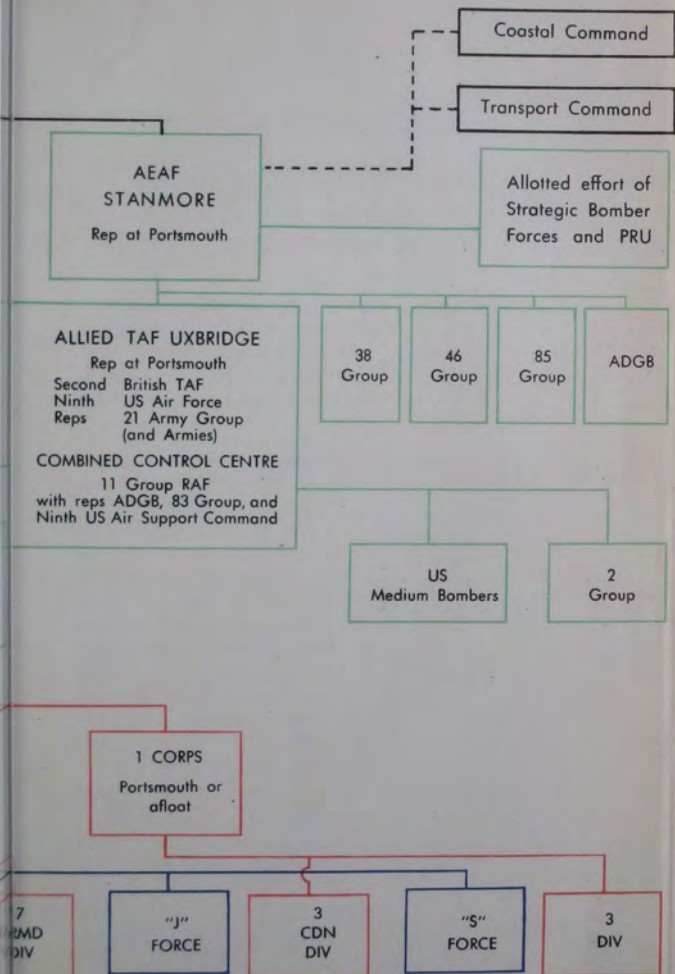 Coastal Command
Transport Command
AEAF
STANMORE
Rep at Portsmouth
Allotted effort of
Strategic Bomber
Forces and PRU
ALLIED TAF UXBRIDGE
Rep at Portsmouth
Second British TAF
Ninth US Air Force
Reps 21 Army Group
(and Armies)
COMBINED CONTROL CENTRE
11 Group RAF
with reps ADGB, 83 Group, and
Ninth US Air Support Command
38
Group
46
Group
85
Group
ADGB
US
Medium Bombers
2
Group
1 CORPS
Portsmouth or
afloat
7
RMD
DIV
"J"
FORCE
3
CDN
DIV
"S"
FORCE
3
DIV